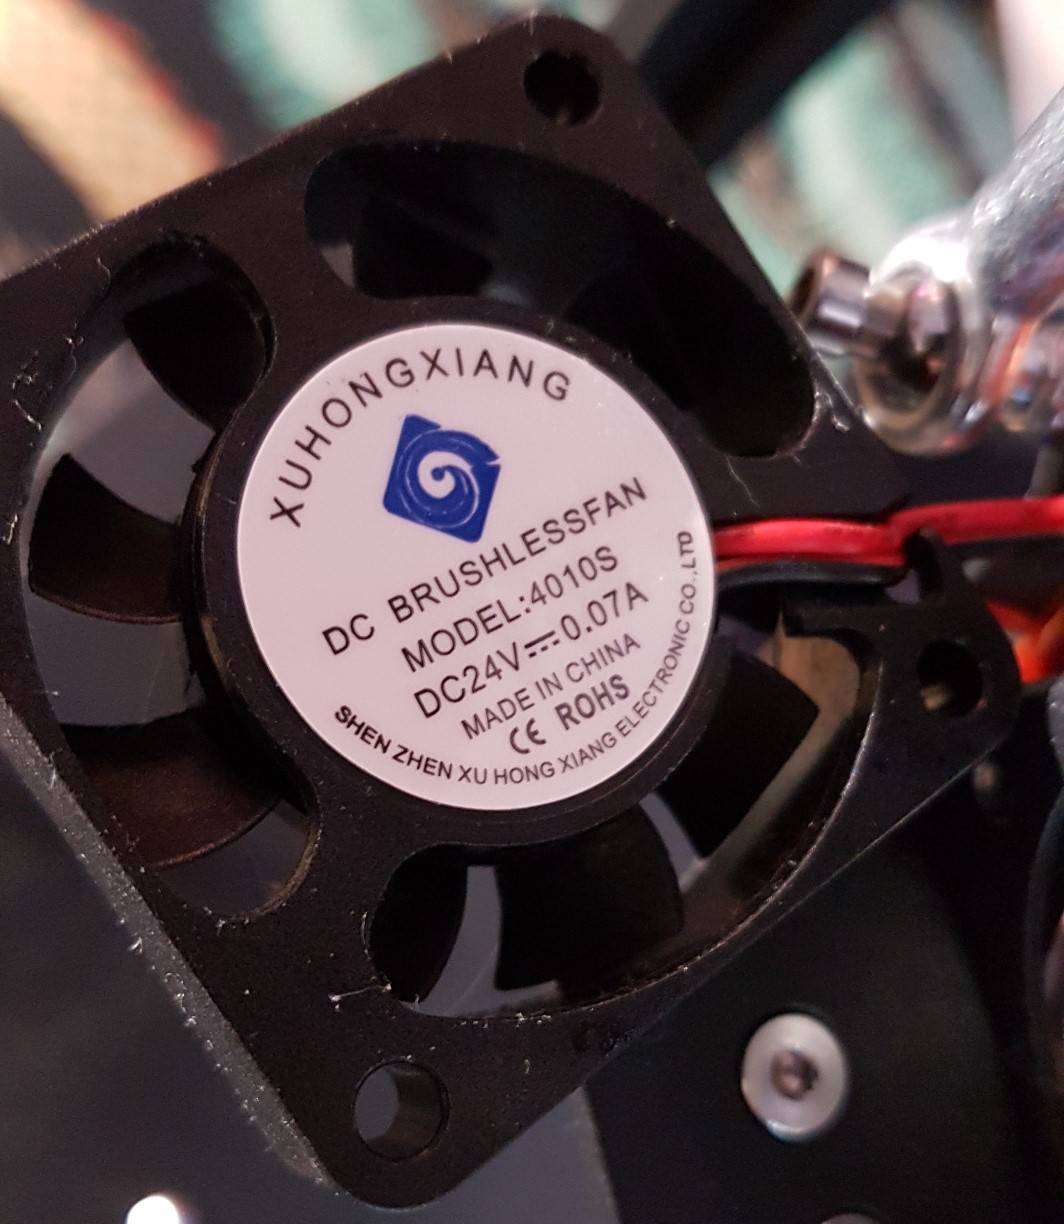 XUHONGXIANG
DC BRUSHLESSFAN
MODEL:4010S
DC24V⎓0.07A
MADE IN CHINA
CE ROHS
SHEN ZHEN XU HONG XIANG ELECTRONIC CO.,LTD